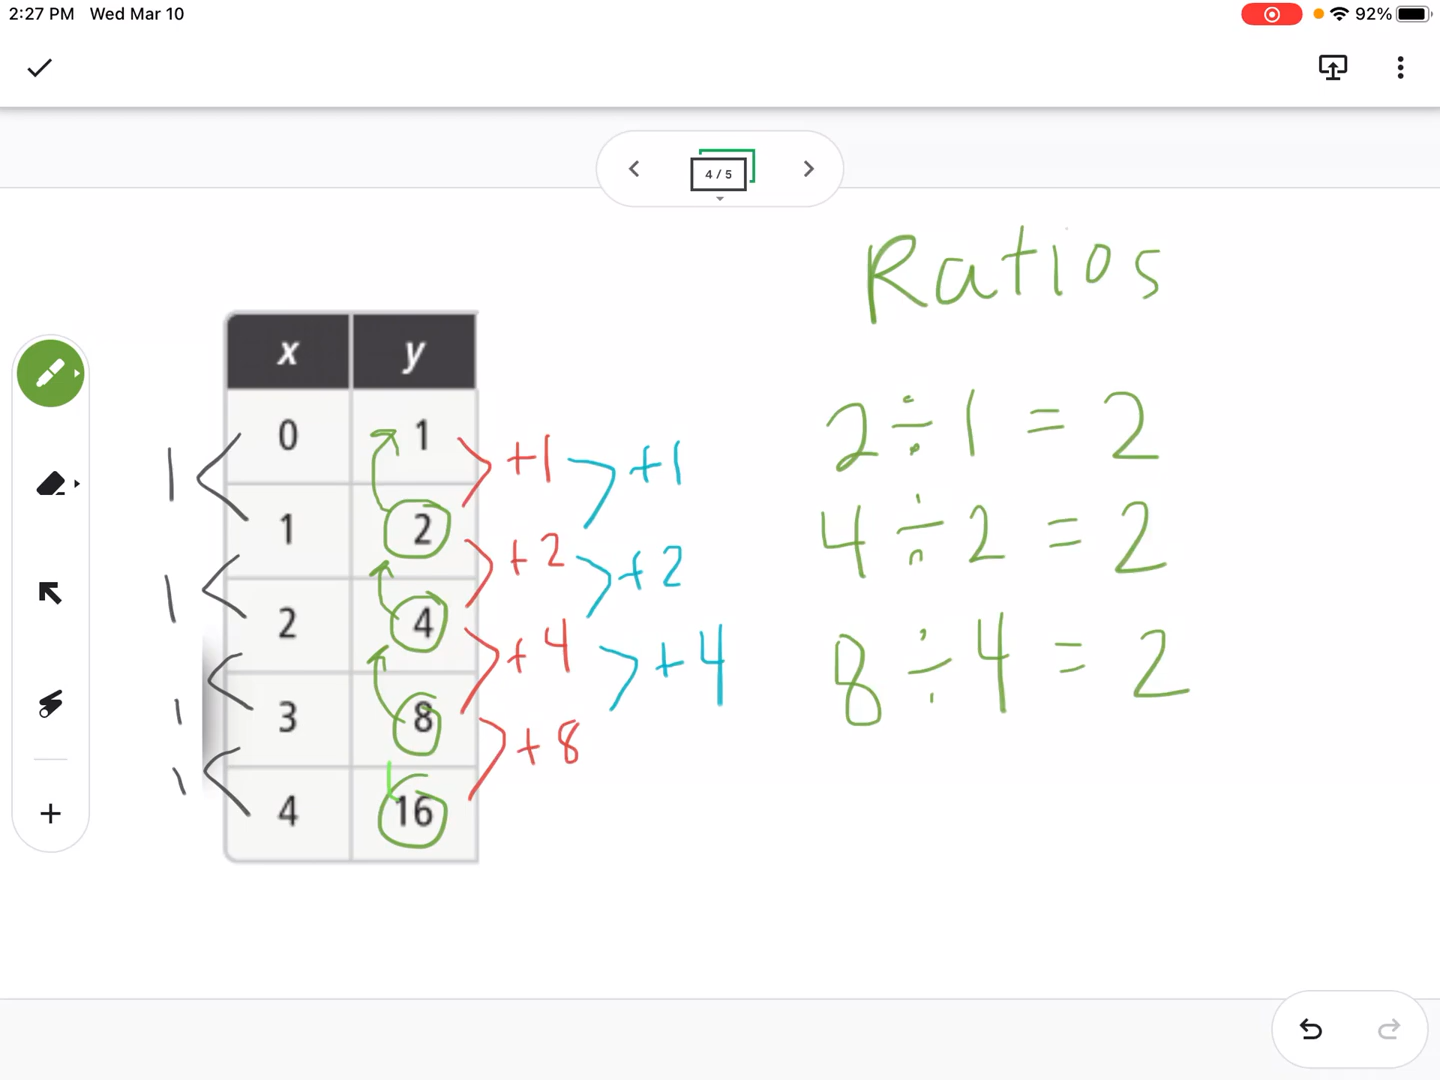 2:27 PM Wed Mar 10 92%
4 / 5
Ratios
x y
0 1
1 2
2 4
3 8
4 16
1
1
1
1
+1
+2
+4
+8
+1
+2
+4
2 ÷ 1 = 2
4 ÷ 2 = 2
8 ÷ 4 = 2